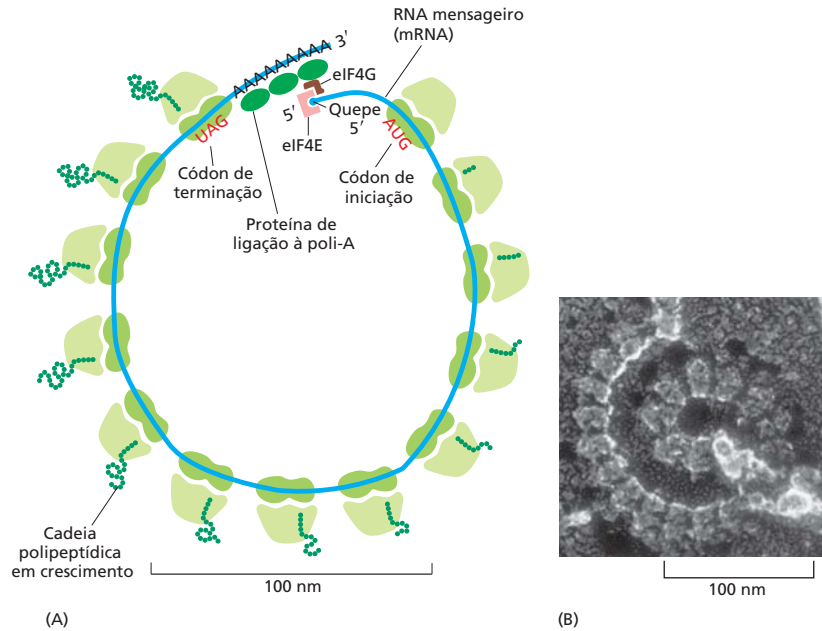 RNA mensageiro
(mRNA)
AAAAAAAA 3′
eIF4G
5′
Quepe
5′
eIF4E
UAG
AUG
Códon de
terminação
Códon de
iniciação
Proteína de
ligação à poli-A
Cadeia
polipeptídica
em crescimento
100 nm
100 nm
(A)
(B)